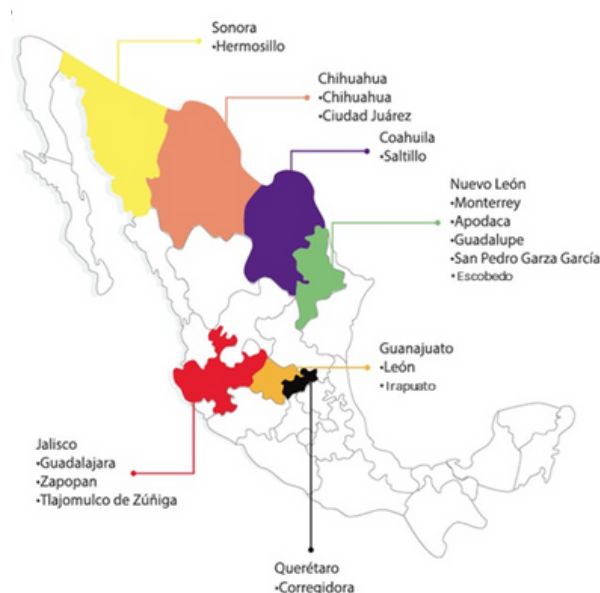 Sonora
•Hermosillo
Chihuahua
•Chihuahua
•Ciudad Juárez
Coahuila
•Saltillo
Nuevo León
•Monterrey
•Apodaca
•Guadalupe
•San Pedro Garza García
•Escobedo
Guanajuato
•León
•Irapuato
Jalisco
•Guadalajara
•Zapopan
•Tlajomulco de Zúñiga
Querétaro
•Corregidora